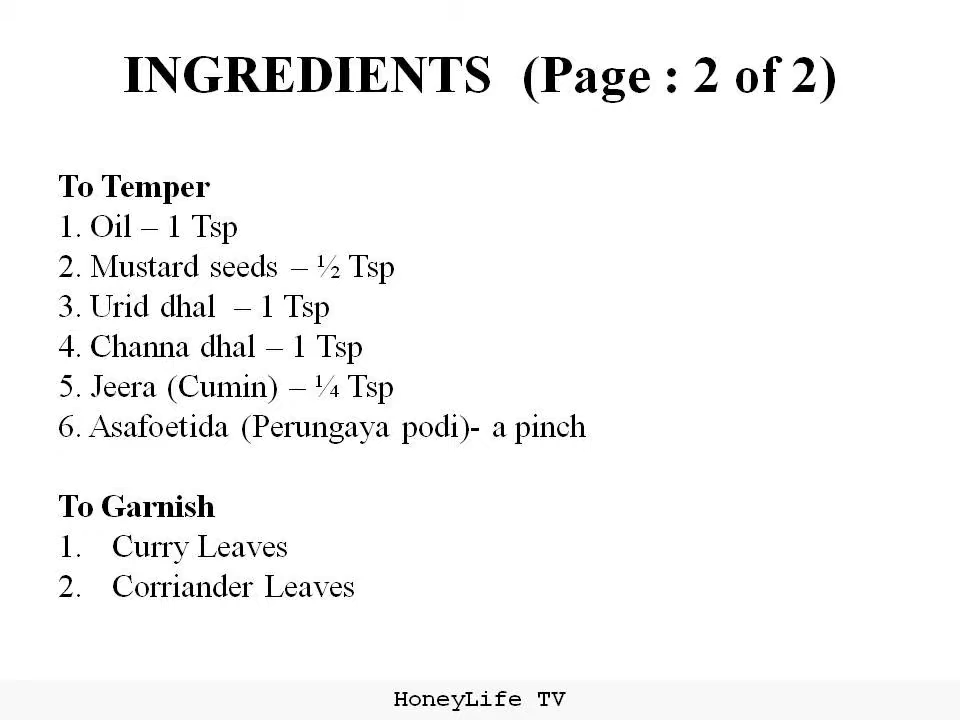 INGREDIENTS (Page : 2 of 2)
To Temper
1. Oil – 1 Tsp
2. Mustard seeds – ½ Tsp
3. Urid dhal – 1 Tsp
4. Channa dhal – 1 Tsp
5. Jeera (Cumin) – ¼ Tsp
6. Asafoetida (Perungaya podi)- a pinch
To Garnish
1. Curry Leaves
2. Corriander Leaves
HoneyLife TV